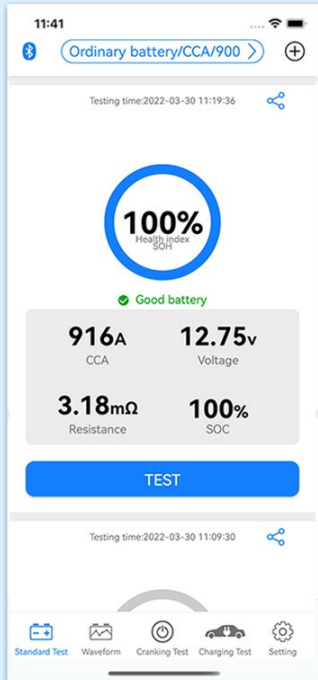 11:41
Ordinary battery/CCA/900
Testing time:2022-03-30 11:19:36
100%
Health index
SOH
Good battery
916A 12.75v
CCA Voltage
3.18mΩ 100%
Resistance SOC
TEST
Testing time:2022-03-30 11:09:30
Standard Test Waveform Cranking Test Charging Test Setting